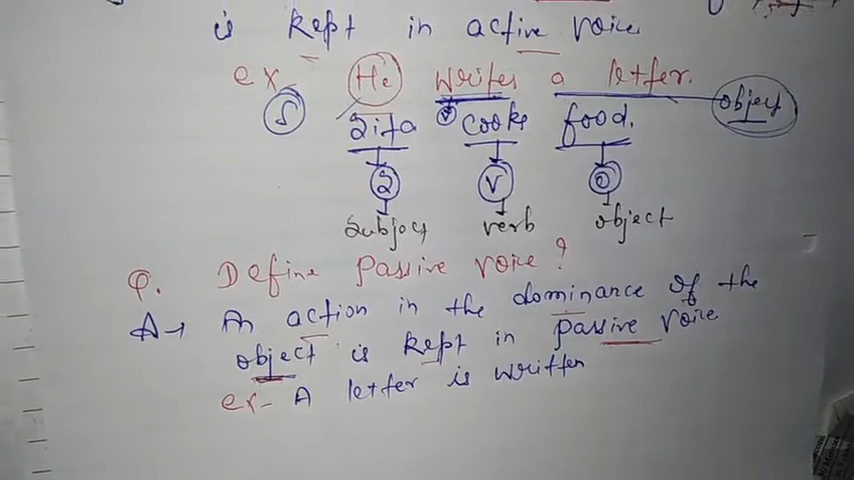 is kept in active voice
ex He writes a letter.
S Sita V cooks food. object
S V O
Subject verb object
Q. Define passive voice?
A→ An action in the dominance of the
object is kept in passive voice
ex- A letter is written